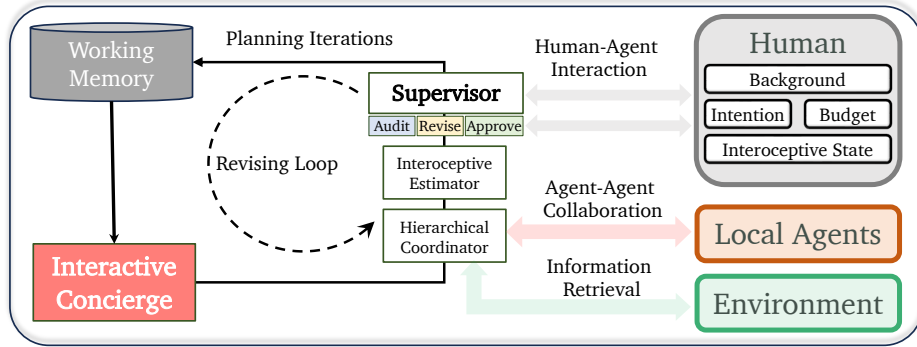 Working
Memory
Planning Iterations
Supervisor
Audit Revise Approve
Revising Loop
Interoceptive
Estimator
Hierarchical
Coordinator
Interactive
Concierge
Human-Agent
Interaction
Agent-Agent
Collaboration
Information
Retrieval
Human
Background
Intention Budget
Interoceptive State
Local Agents
Environment